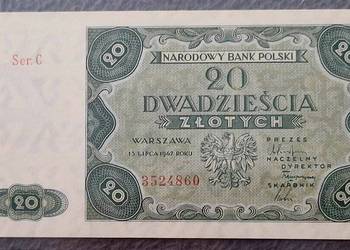 Ser. C
NARODOWY BANK POLSKI
20
20
20
DWADZIEŚCIA
ZŁOTYCH
WARSZAWA
15 LIPCA 1947 ROKU
PREZES
NACZELNY
DYREKTOR
3524860
SKARBNIK
20
20